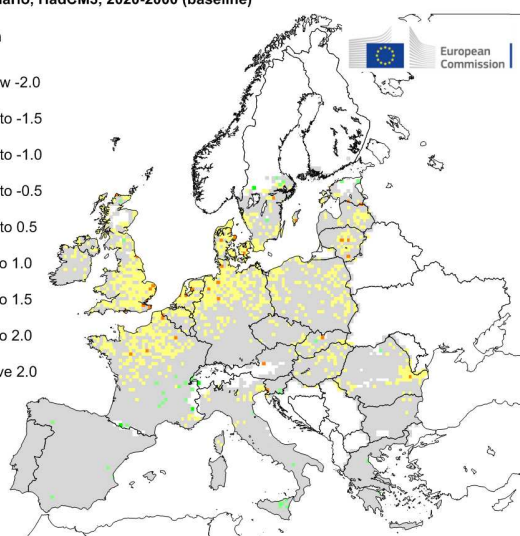 nario, HadCM3, 2020-2000 (baseline)
European
Commission
w -2.0
to -1.5
to -1.0
to -0.5
to 0.5
o 1.0
o 1.5
o 2.0
ve 2.0